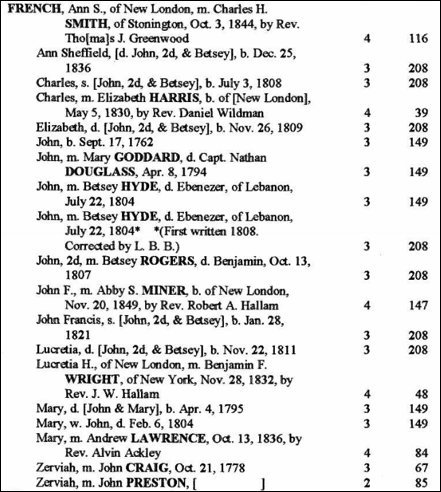 FRENCH, Ann S., of New London, m. Charles H.
SMITH, of Stonington, Oct. 3, 1844, by Rev.
Tho[ma]s J. Greenwood 4 116
Ann Sheffield, [d. John, 2d, & Betsey], b. Dec. 25,
1836 3 208
Charles, s. [John, 2d, & Betsey], b. July 3, 1808 3 208
Charles, m. Elizabeth HARRIS, b. of [New London],
May 5, 1830, by Rev. Daniel Wildman 4 39
Elizabeth, d. [John, 2d, & Betsey], b. Nov. 26, 1809 3 208
John, b. Sept. 17, 1762 3 149
John, m. Mary GODDARD, d. Capt. Nathan
DOUGLASS, Apr. 8, 1794 3 149
John, m. Betsey HYDE, d. Ebenezer, of Lebanon,
July 22, 1804 3 149
John, m. Betsey HYDE, d. Ebenezer, of Lebanon,
July 22, 1804* *(First written 1808.
Corrected by L. B. B.) 3 208
John, 2d, m. Betsey ROGERS, d. Benjamin, Oct. 13,
1807 3 208
John F., m. Abby S. MINER, b. of New London,
Nov. 20, 1849, by Rev. Robert A. Hallam 4 147
John Francis, s. [John, 2d, & Betsey], b. Jan. 28,
1821 3 208
Lucretia, d. [John, 2d, & Betsey], b. Nov. 22, 1811 3 208
Lucretia H., of New London, m. Benjamin F.
WRIGHT, of New York, Nov. 28, 1832, by
Rev. J. W. Hallam 4 48
Mary, d. [John & Mary], b. Apr. 4, 1795 3 149
Mary, w. John, d. Feb. 6, 1804 3 149
Mary, m. Andrew LAWRENCE, Oct. 13, 1836, by
Rev. Alvin Ackley 4 84
Zerviah, m. John CRAIG, Oct. 21, 1778 3 67
Zerviah, m. John PRESTON, [ ] 2 85